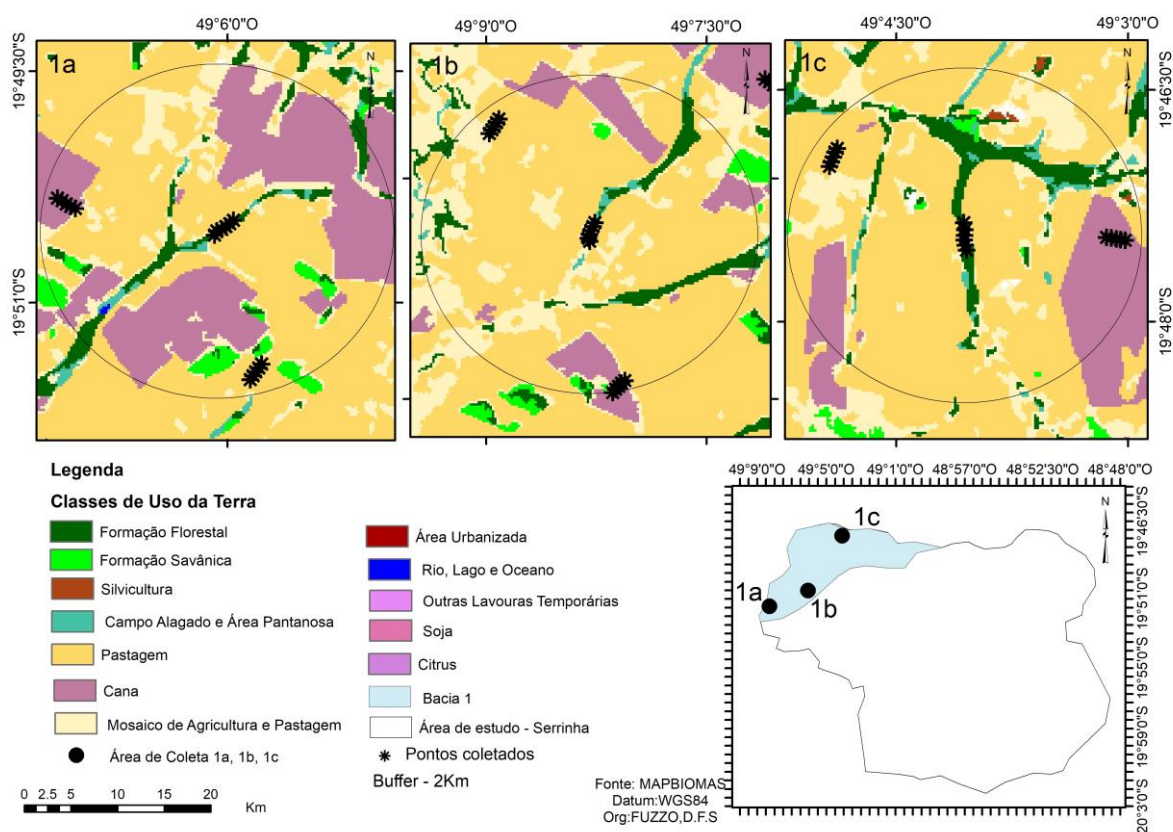 49°6'0"O
49°9'0"O
49°7'30"O
49°4'30"O
49°3'0"O
19°49'30"S
19°51'0"S
1a
N
1b
N
1c
N
19°46'30"S
19°48'0"S
Legenda
Classes de Uso da Terra
Formação Florestal
Formação Savânica
Silvicultura
Campo Alagado e Área Pantanosa
Pastagem
Cana
Mosaico de Agricultura e Pastagem
Área de Coleta 1a, 1b, 1c
Área Urbanizada
Rio, Lago e Oceano
Outras Lavouras Temporárias
Soja
Citrus
Bacia 1
Área de estudo - Serrinha
Pontos coletados
Buffer - 2Km
0 2,5 5 10 15 20
Km
Fonte: MAPBIOMAS
Datum:WGS84
Org:FUZZO,D.F.S
49°9'0"O 49°5'0"O 49°1'0"O 48°57'0"O 48°52'30"O 48°48'0"O
1c
1a
1b
N
19°46'30"S
19°51'0"S
19°55'0"S
19°59'0"S
20°3'0"S